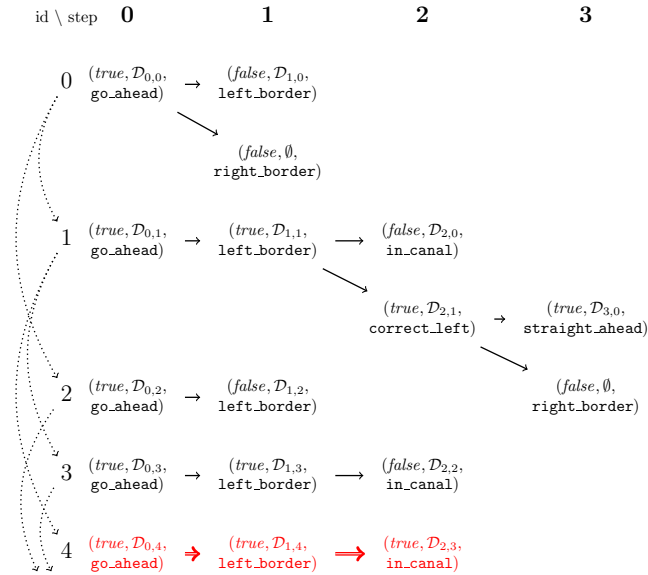 id \ step 0 1 2 3
0 (true, 𝒟0,0, (false, 𝒟1,0,
go_ahead) left_border)
(false, ∅,
right_border)
1 (true, 𝒟0,1, (true, 𝒟1,1, (false, 𝒟2,0,
go_ahead) left_border) in_canal)
(true, 𝒟2,1, (true, 𝒟3,0,
correct_left) straight_ahead)
2 (true, 𝒟0,2, (false, 𝒟1,2, (false, ∅,
go_ahead) left_border) right_border)
3 (true, 𝒟0,3, (true, 𝒟1,3, (false, 𝒟2,2,
go_ahead) left_border) in_canal)
4 (true, 𝒟0,4, (true, 𝒟1,4, (true, 𝒟2,3,
go_ahead) left_border) in_canal)